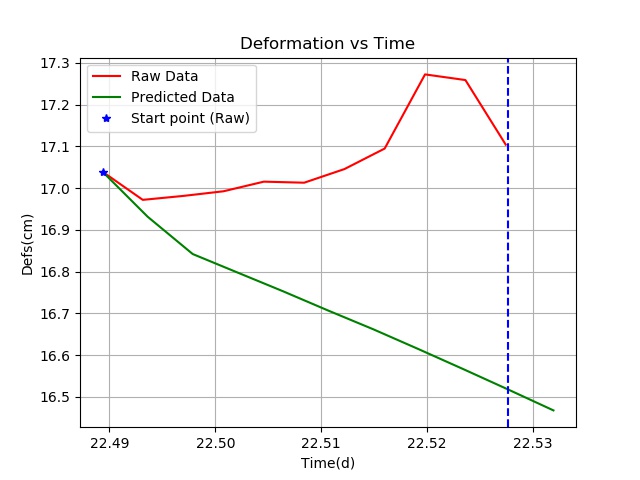 Deformation vs Time
Raw Data
Predicted Data
Start point (Raw)
17.3
17.2
17.1
17.0
16.9
16.8
16.7
16.6
16.5
Defs(cm)
22.49 22.50 22.51 22.52 22.53
Time(d)